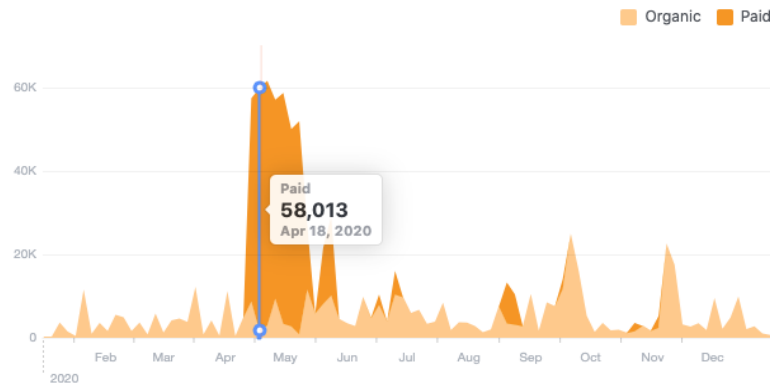 Organic Paid
60K
40K
20K
0
Paid
58,013
Apr 18, 2020
Feb Mar Apr May Jun Jul Aug Sep Oct Nov Dec
2020